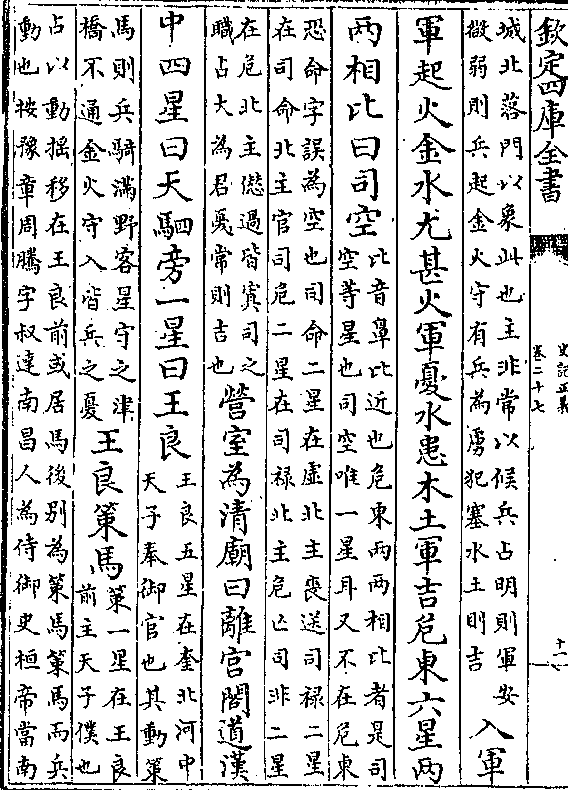 欽定四庫全書
史記正義
卷二十七
十一
城北落門以象此也主非常以候兵占明則軍安
微弱則兵起金火守有兵為虜犯塞水土則吉
入軍
軍起火金水尤甚火軍憂水患木土軍吉危東六星兩
兩相比曰司空
比音鼻比近也危東兩兩相比者是司
空等星也司空唯一星耳又不在危東
恐命字誤為空也司命二星在虛北主喪送司禄二星
在司命北主官司危二星在司禄北主危亡司非二星
在危北主愆過皆寘司之
職占大為君憂常則吉也
營室為清廟曰離宮閣道漢
中四星曰天駟旁一星曰王良
王良五星在奎北河中
天子奉御官也其動策
馬則兵騎滿野客星守之津
橋不通金火守入皆兵之憂
王良策馬
策一星在王良
前主天子僕也
占以動揺移在王良前或居馬後别為策馬策馬而兵
動也按豫章周騰字叔達南昌人為侍御史桓帝當南